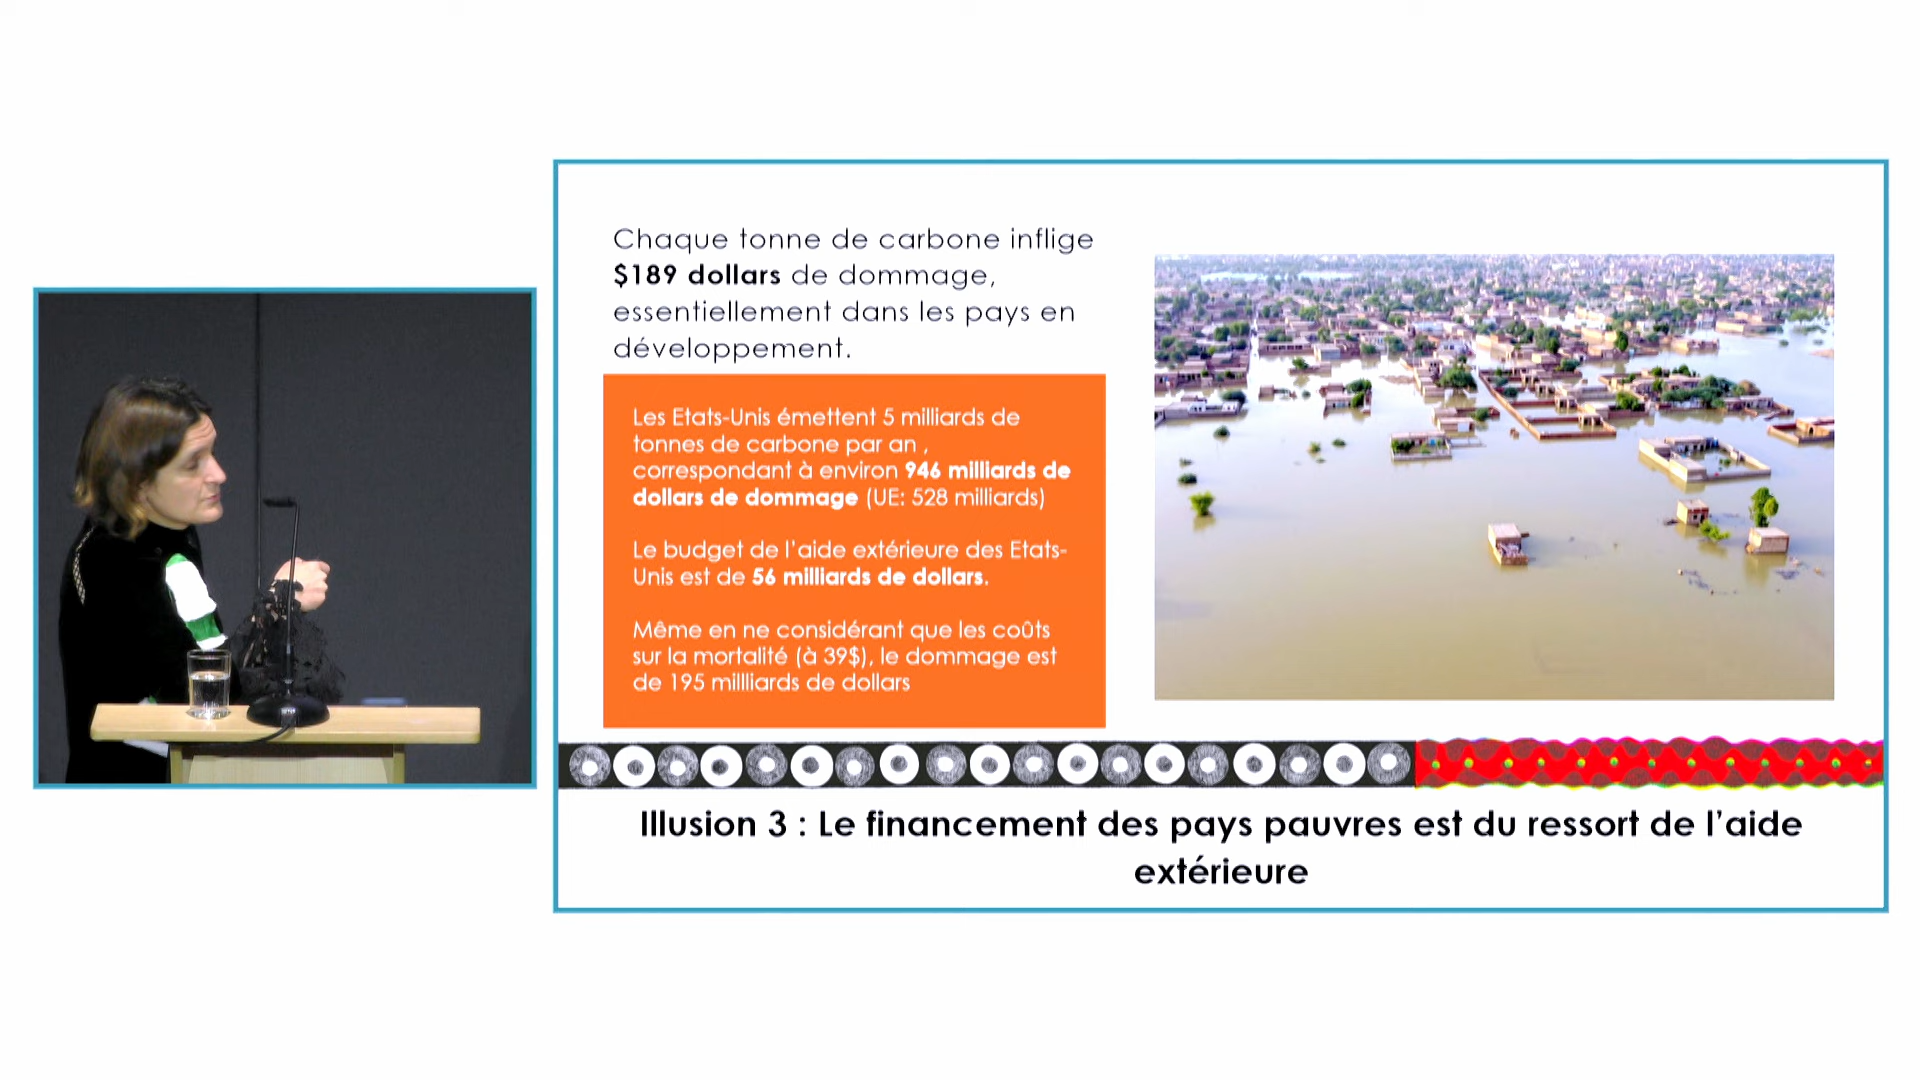 Chaque tonne de carbone inflige
$189 dollars de dommage,
essentiellement dans les pays en
développement.
Les Etats-Unis émettent 5 milliards de
tonnes de carbone par an ,
correspondant à environ 946 milliards de
dollars de dommage (UE: 528 milliards)
Le budget de l'aide extérieure des Etats-
Unis est de 56 milliards de dollars.
Même en ne considérant que les coûts
sur la mortalité (à 39$), le dommage est
de 195 millliards de dollars
Illusion 3 : Le financement des pays pauvres est du ressort de l'aide
extérieure